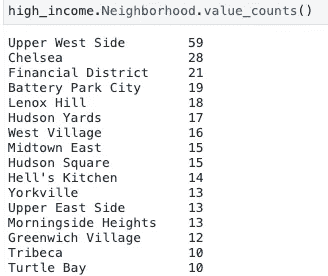 high_income.Neighborhood.value_counts()
Upper West Side 59
Chelsea 28
Financial District 21
Battery Park City 19
Lenox Hill 18
Hudson Yards 17
West Village 16
Midtown East 15
Hudson Square 15
Hell's Kitchen 14
Yorkville 13
Upper East Side 13
Morningside Heights 13
Greenwich Village 12
Tribeca 10
Turtle Bay 10